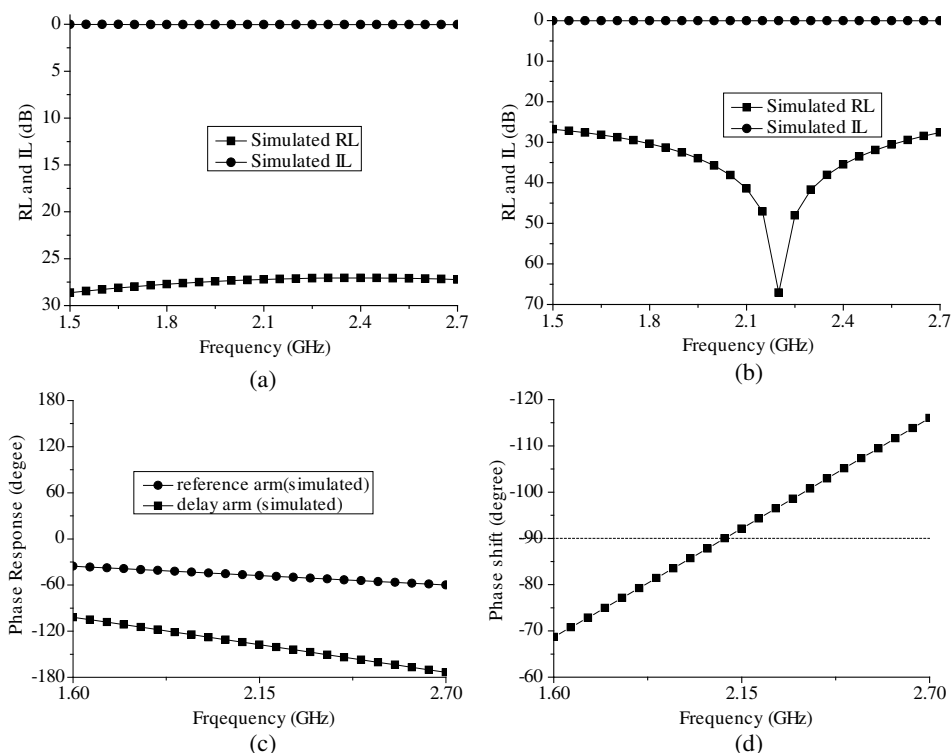 0
5
10
15
20
25
30
RL and IL (dB)
Simulated RL
Simulated IL
1.5
1.8
2.1
2.4
2.7
Frequency (GHz)
(a)
0
10
20
30
40
50
60
70
RL and IL (dB)
Simulated RL
Simulated IL
1.5
1.8
2.1
2.4
2.7
Frequency (GHz)
(b)
180
120
60
0
-60
-120
-180
Phase Response (degee)
reference arm(simulated)
delay arm (simulated)
1.60
2.15
2.70
Frqequency (GHz)
(c)
-120
-110
-100
-90
-80
-70
-60
Phase shift (degree)
1.60
2.15
2.70
Frequency (GHz)
(d)